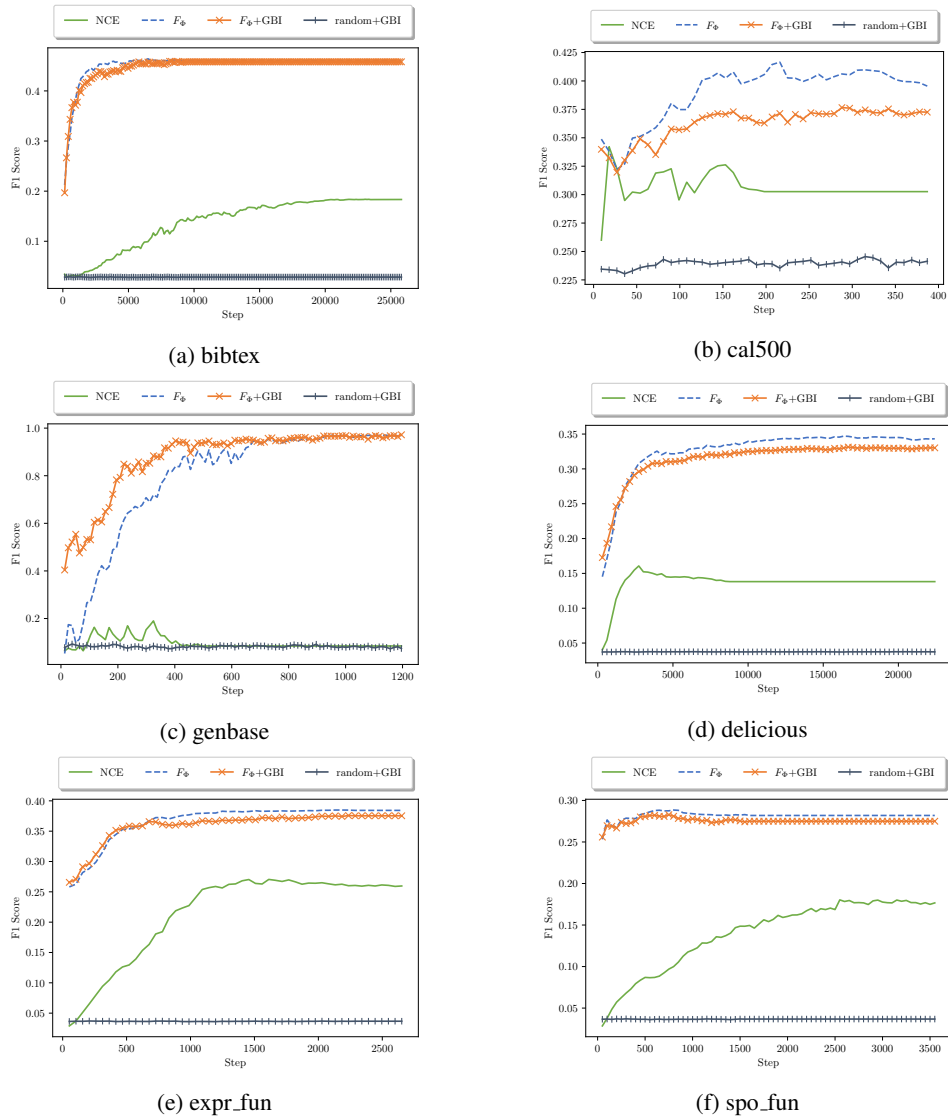 NCE F_Φ F_Φ+GBI random+GBI
0.4
0.3
0.2
0.1
F1 Score
0 5000 10000 15000 20000 25000
Step
(a) bibtex
NCE F_Φ F_Φ+GBI random+GBI
0.425
0.400
0.375
0.350
0.325
0.300
0.275
0.250
0.225
F1 Score
0 50 100 150 200 250 300 350 400
Step
(b) cal500
NCE F_Φ F_Φ+GBI random+GBI
1.0
0.8
0.6
0.4
0.2
F1 Score
0 200 400 600 800 1000 1200
Step
(c) genbase
NCE F_Φ F_Φ+GBI random+GBI
0.35
0.30
0.25
0.20
0.15
0.10
0.05
F1 Score
0 5000 10000 15000 20000
Step
(d) delicious
NCE F_Φ F_Φ+GBI random+GBI
0.40
0.35
0.30
0.25
0.20
0.15
0.10
0.05
F1 Score
0 500 1000 1500 2000 2500
Step
(e) expr_fun
NCE F_Φ F_Φ+GBI random+GBI
0.30
0.25
0.20
0.15
0.10
0.05
F1 Score
0 500 1000 1500 2000 2500 3000 3500
Step
(f) spo_fun